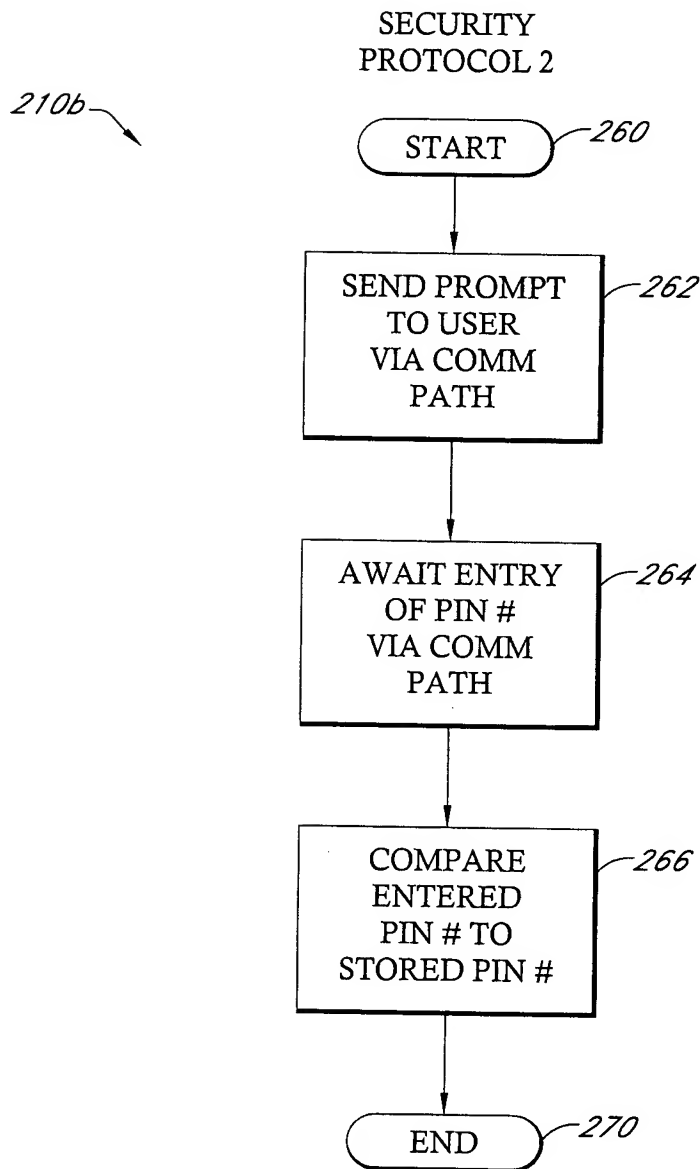 SECURITY
PROTOCOL 2
210b
START
260
SEND PROMPT
TO USER
VIA COMM
PATH
262
AWAIT ENTRY
OF PIN #
VIA COMM
PATH
264
COMPARE
ENTERED
PIN # TO
STORED PIN #
266
END
270